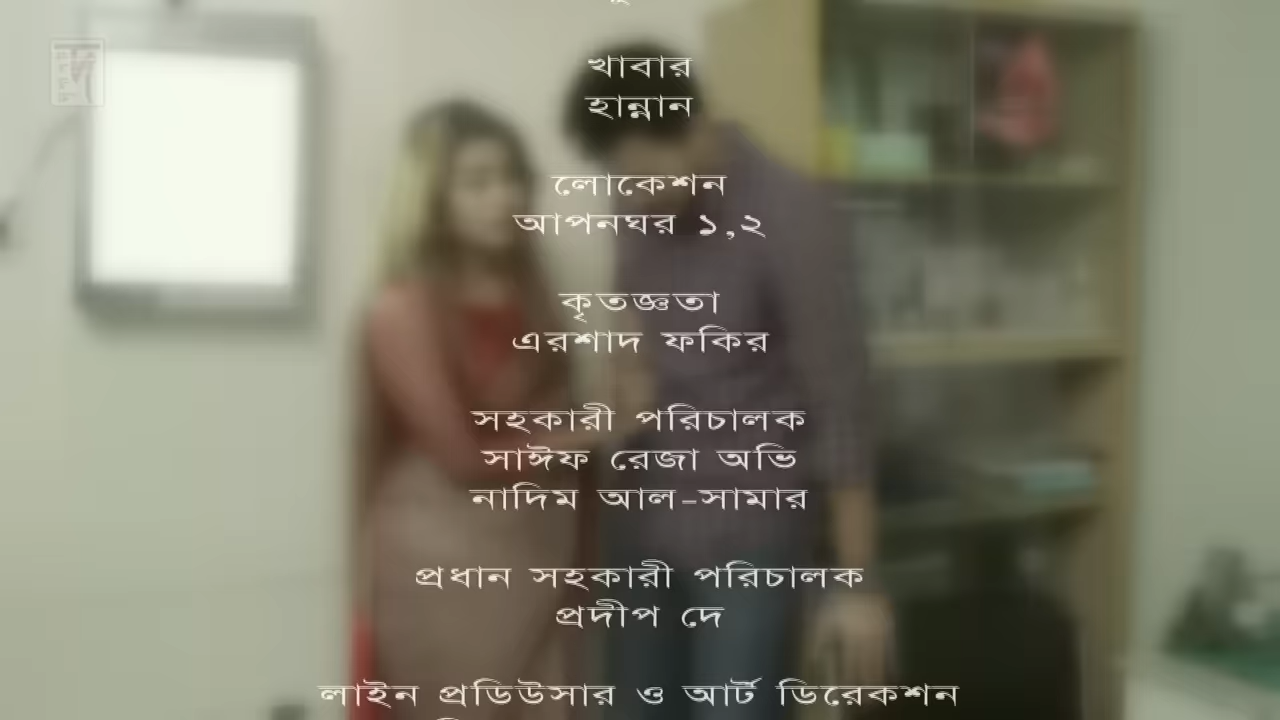 খাবার
হান্নান
লোকেশন
আপনঘর ১,২
কৃতজ্ঞতা
এরশাদ ফকির
সহকারী পরিচালক
সাঈফ রেজা অভি
নাদিম আল-সামার
প্রধান সহকারী পরিচালক
প্রদীপ দে
লাইন প্রডিউসার ও আর্ট ডিরেকশন